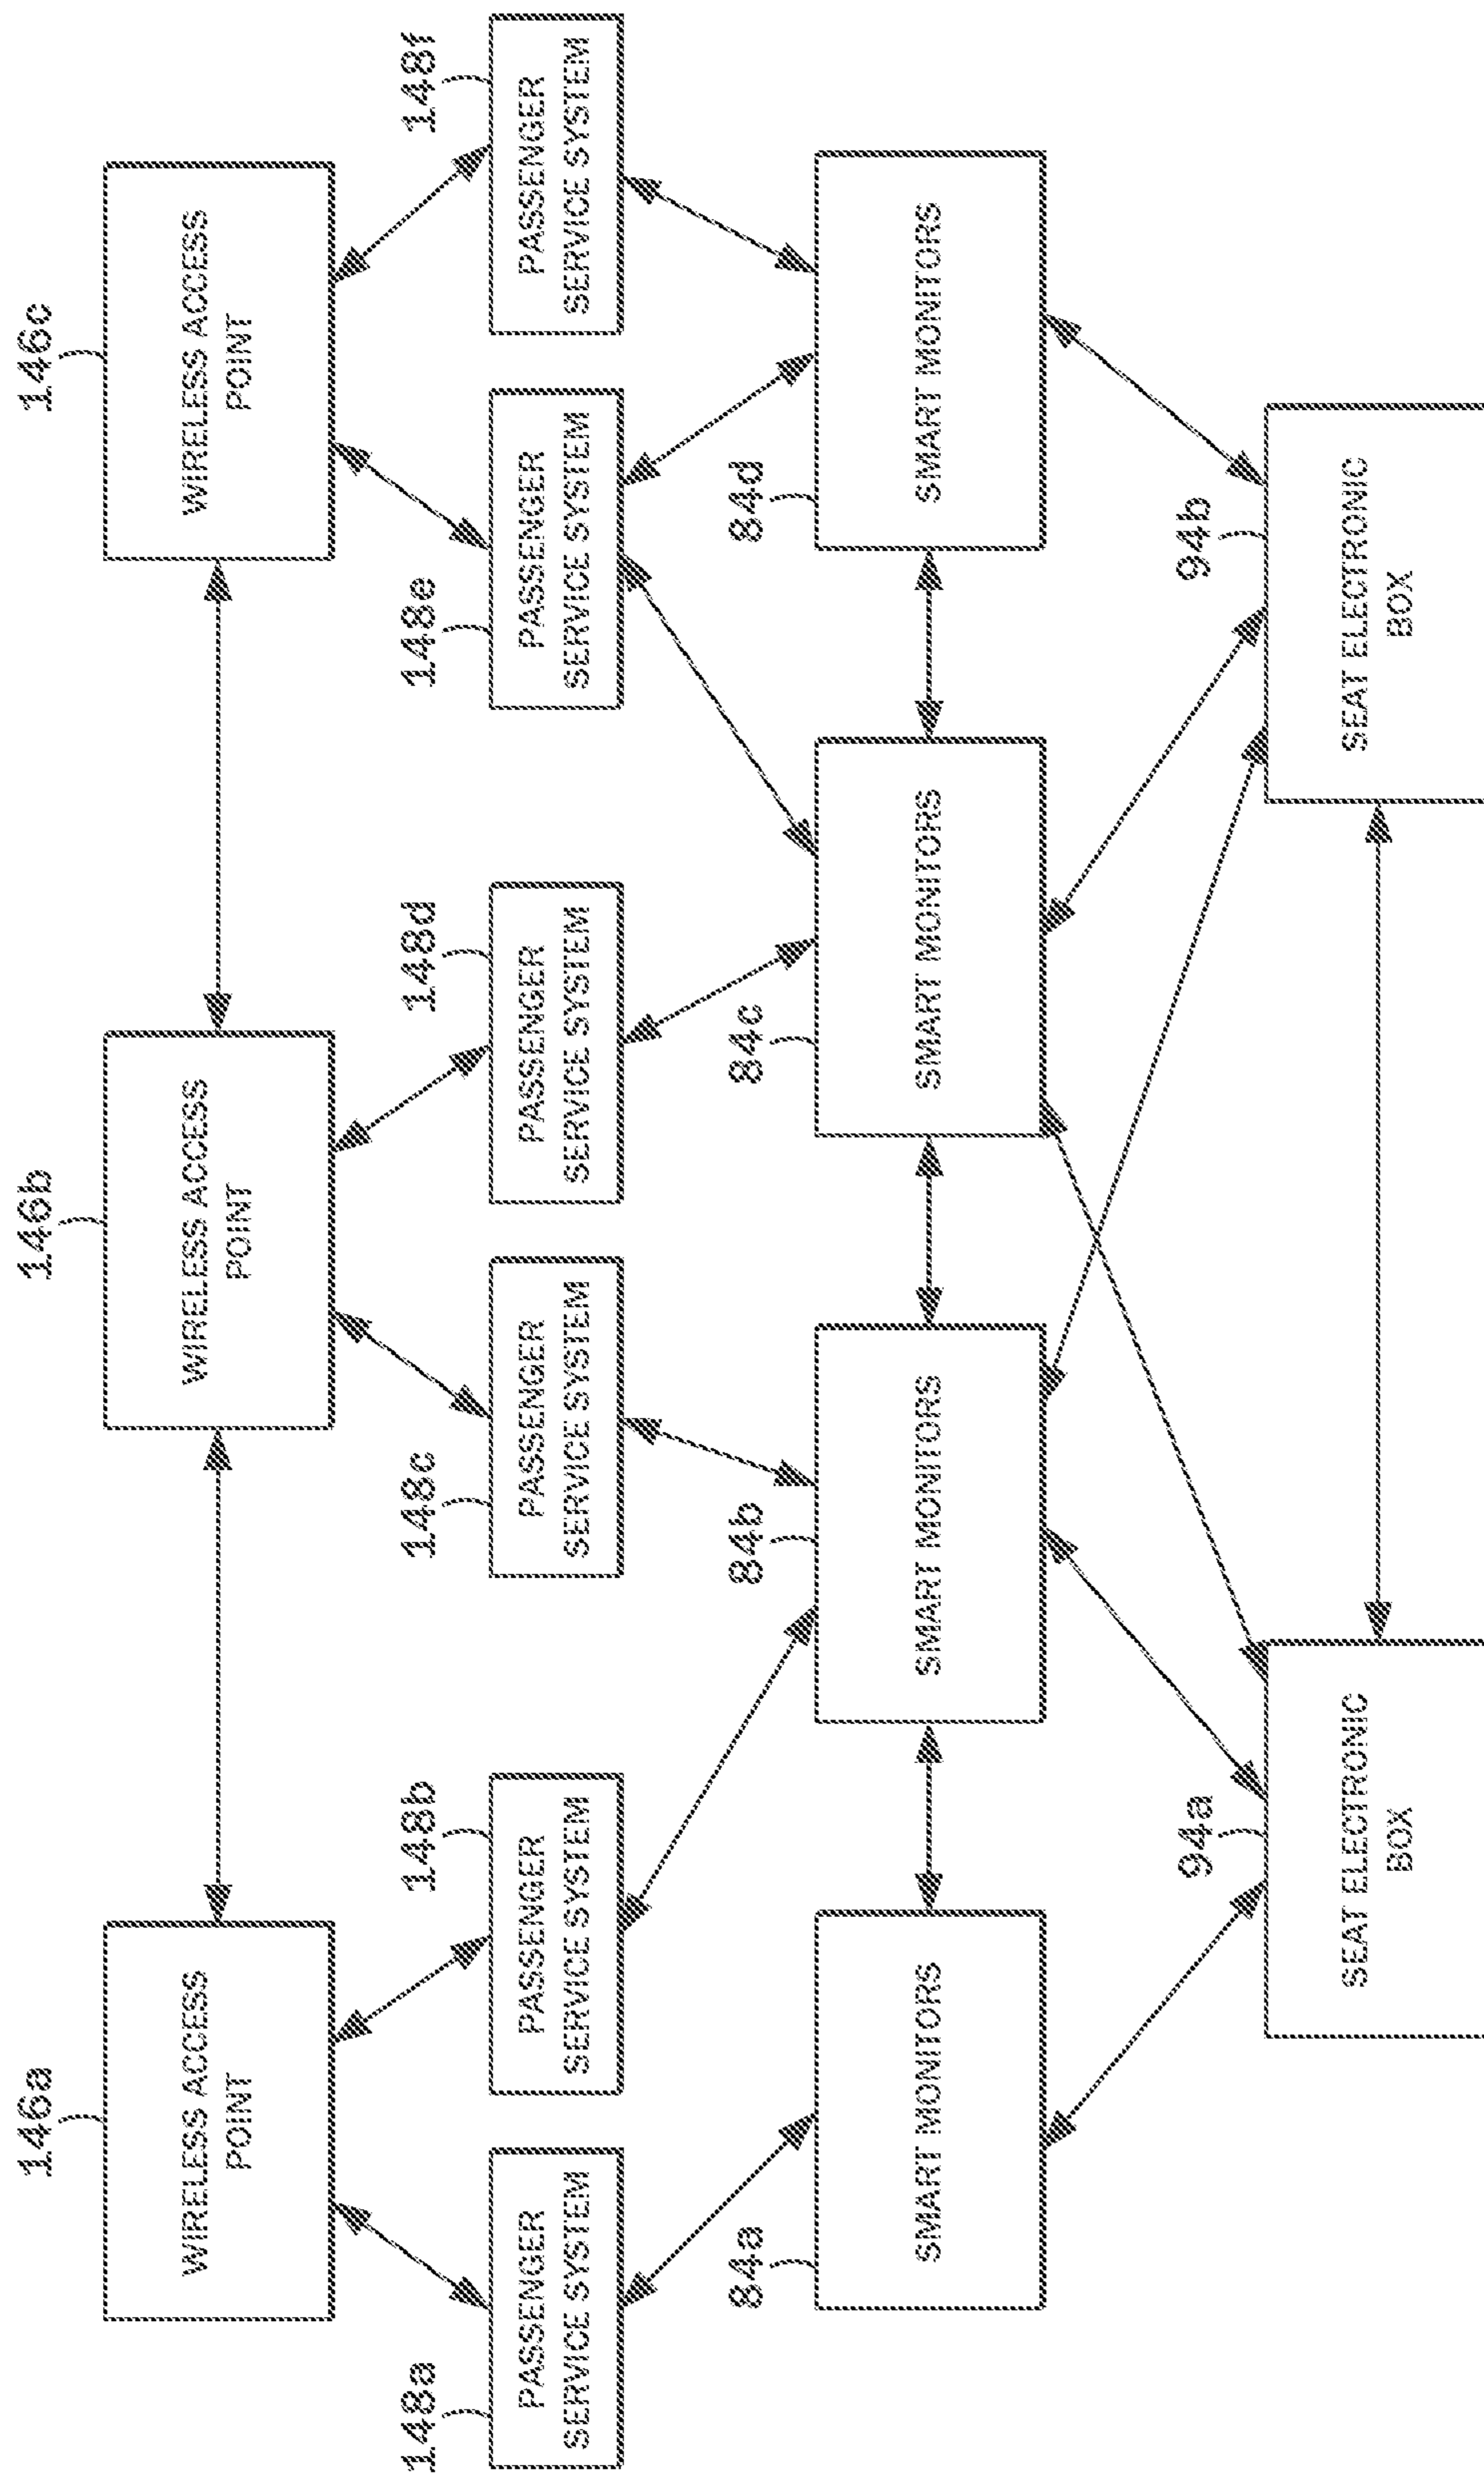 146a
146b
146c
WIRELESS ACCESS
POINT
WIRELESS ACCESS
POINT
WIRELESS ACCESS
POINT
148a
148b
148c
148d
148e
148f
PASSENGER
SERVICE SYSTEM
PASSENGER
SERVICE SYSTEM
PASSENGER
SERVICE SYSTEM
PASSENGER
SERVICE SYSTEM
PASSENGER
SERVICE SYSTEM
PASSENGER
SERVICE SYSTEM
84a
84b
84c
84d
SMART MONITORS
SMART MONITORS
SMART MONITORS
SMART MONITORS
94a
94b
SEAT ELECTRONIC
BOX
SEAT ELECTRONIC
BOX